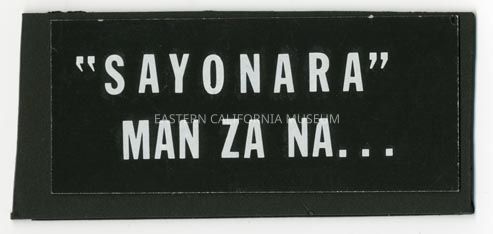 "SAYONARA"
EASTERN CALIFORNIA MUSEUM
MAN ZA NA...